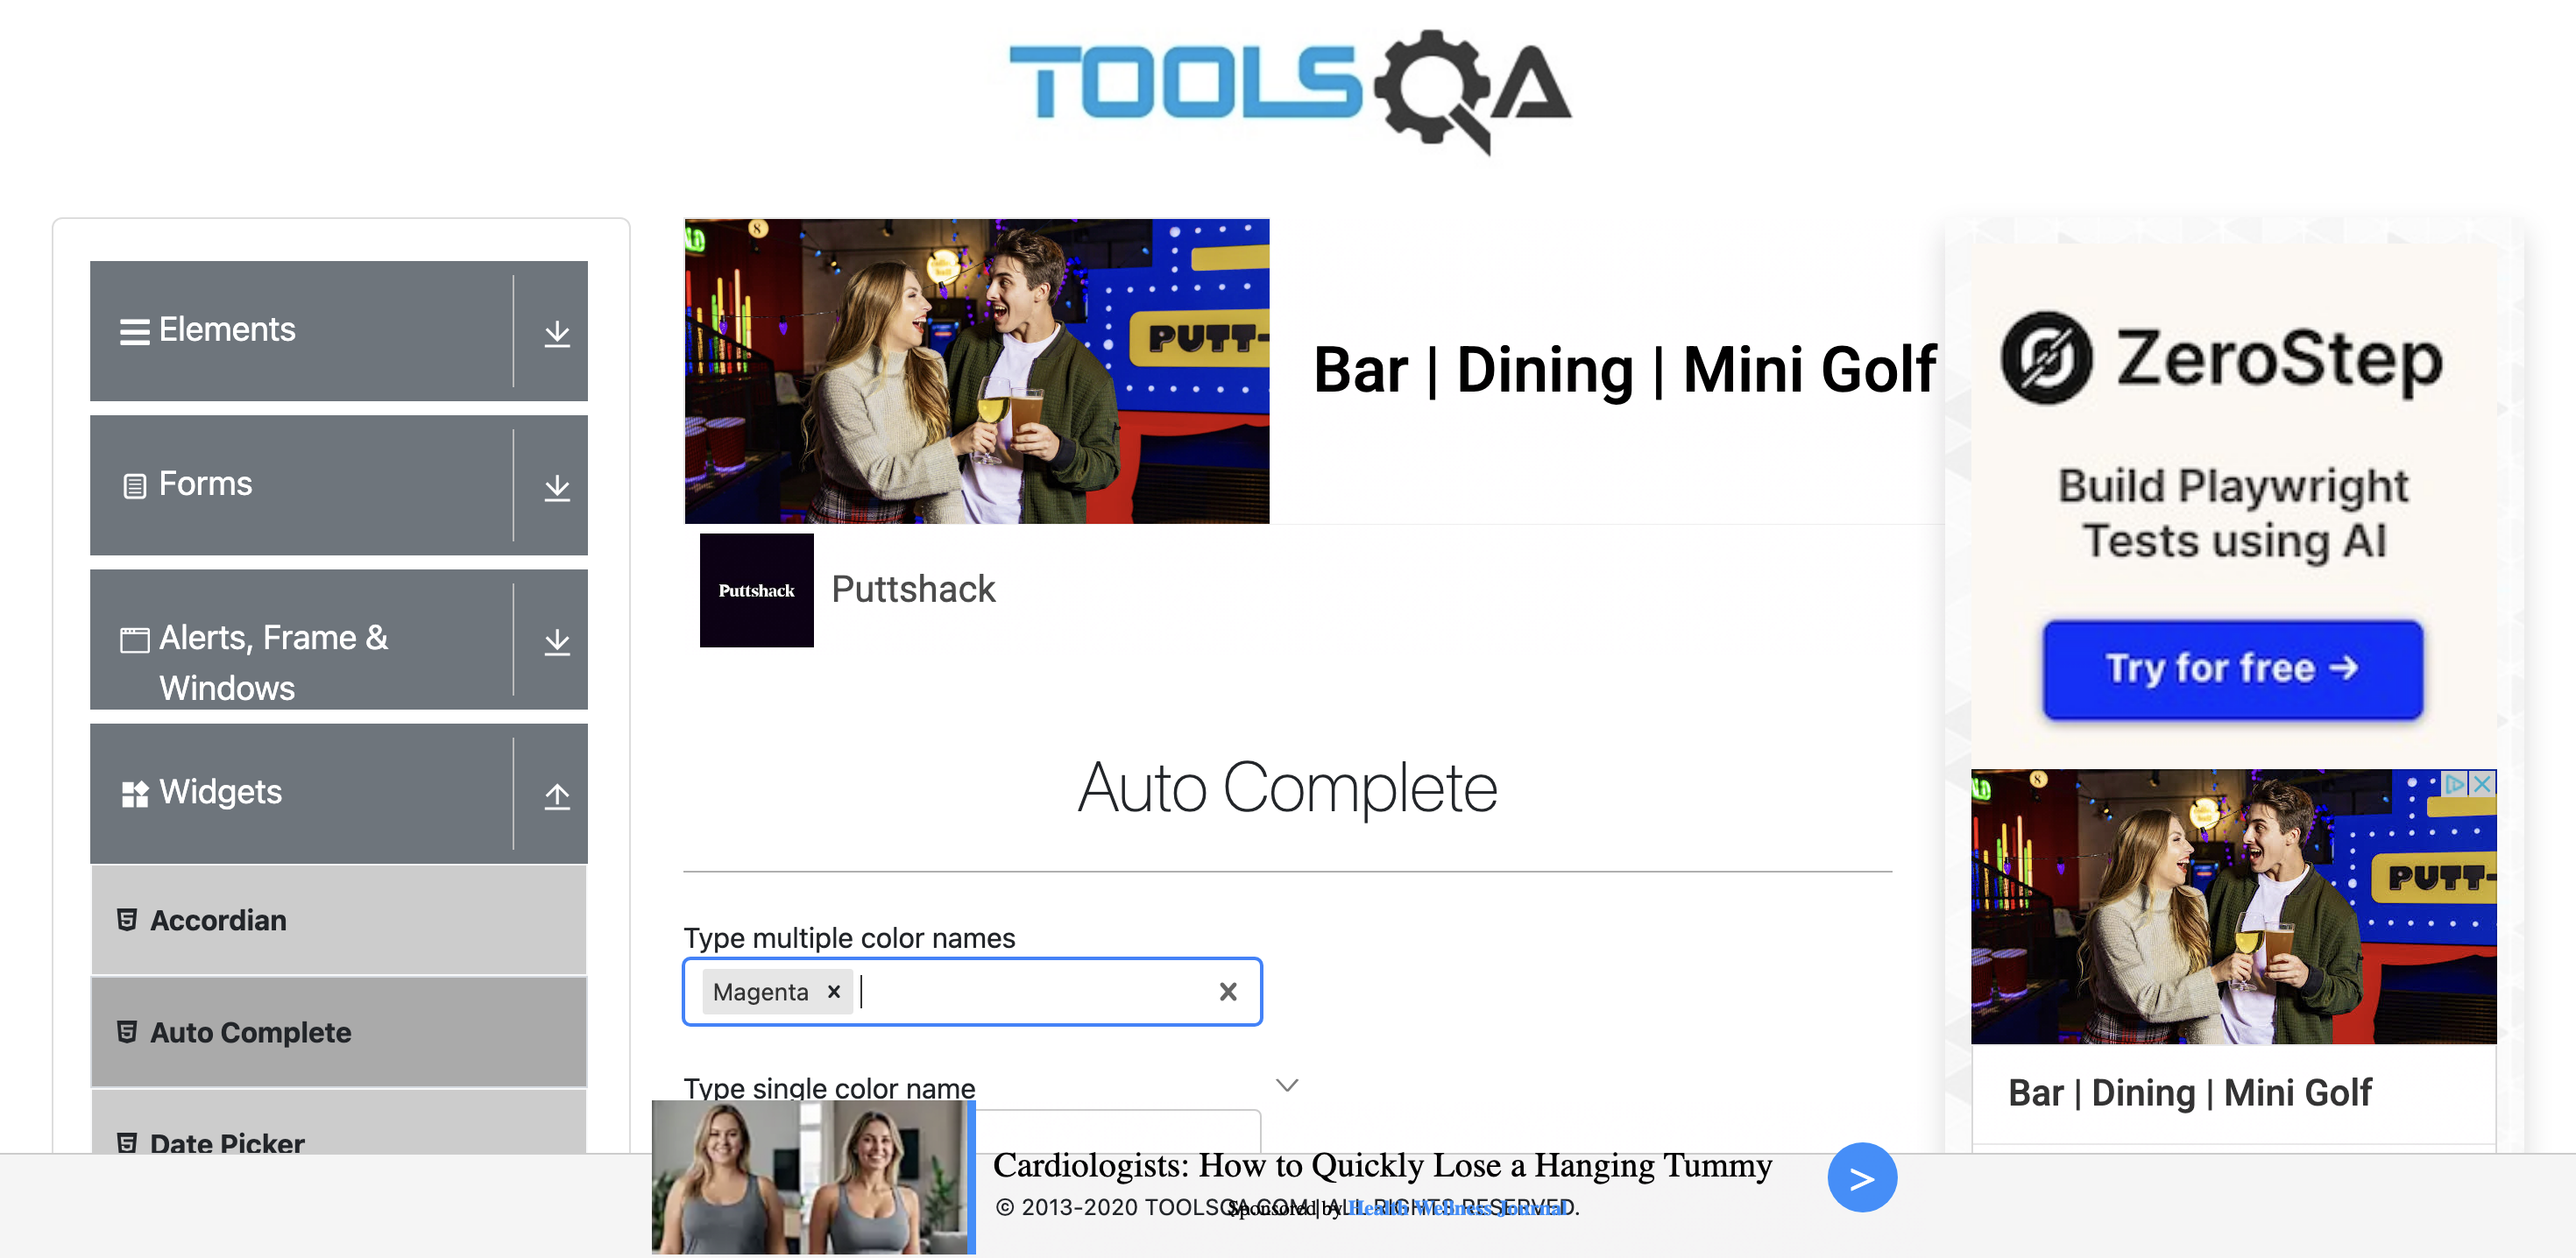 TOOLSQA
Elements
Forms
Alerts, Frame &
Windows
Widgets
Accordian
Auto Complete
Date Picker
8
PUTT-
Bar | Dining | Mini Golf
Puttshack
Puttshack
Auto Complete
Type multiple color names
Magenta
Type single color name
ZeroStep
Build Playwright
Tests using AI
Try for free →
8
PUTT-
Bar | Dining | Mini Golf
Cardiologists: How to Quickly Lose a Hanging Tummy
© 2013-2020 TOOLSQA.COM | ALL RIGHTS RESERVED.
Sponsored by Health Wellness Journal